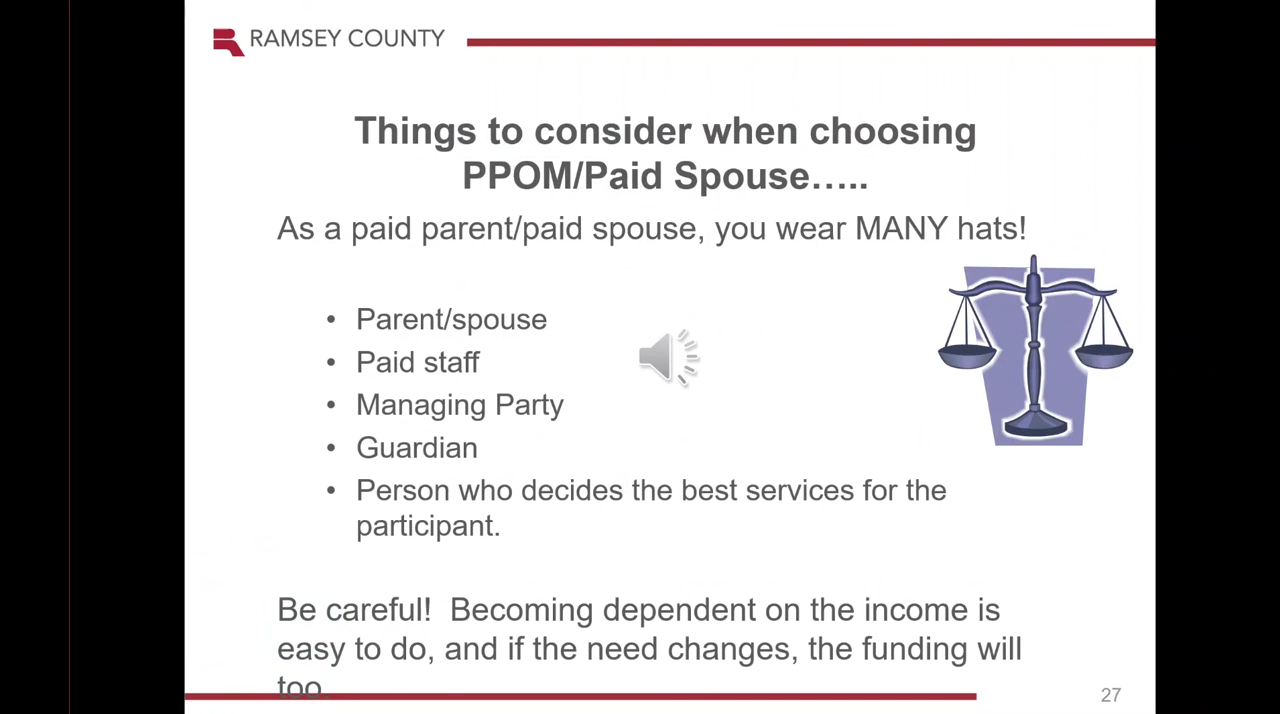 RAMSEY COUNTY
Things to consider when choosing
PPOM/Paid Spouse…..
As a paid parent/paid spouse, you wear MANY hats!
• Parent/spouse
• Paid staff
• Managing Party
• Guardian
• Person who decides the best services for the
participant.
Be careful!  Becoming dependent on the income is
easy to do, and if the need changes, the funding will
too.
27